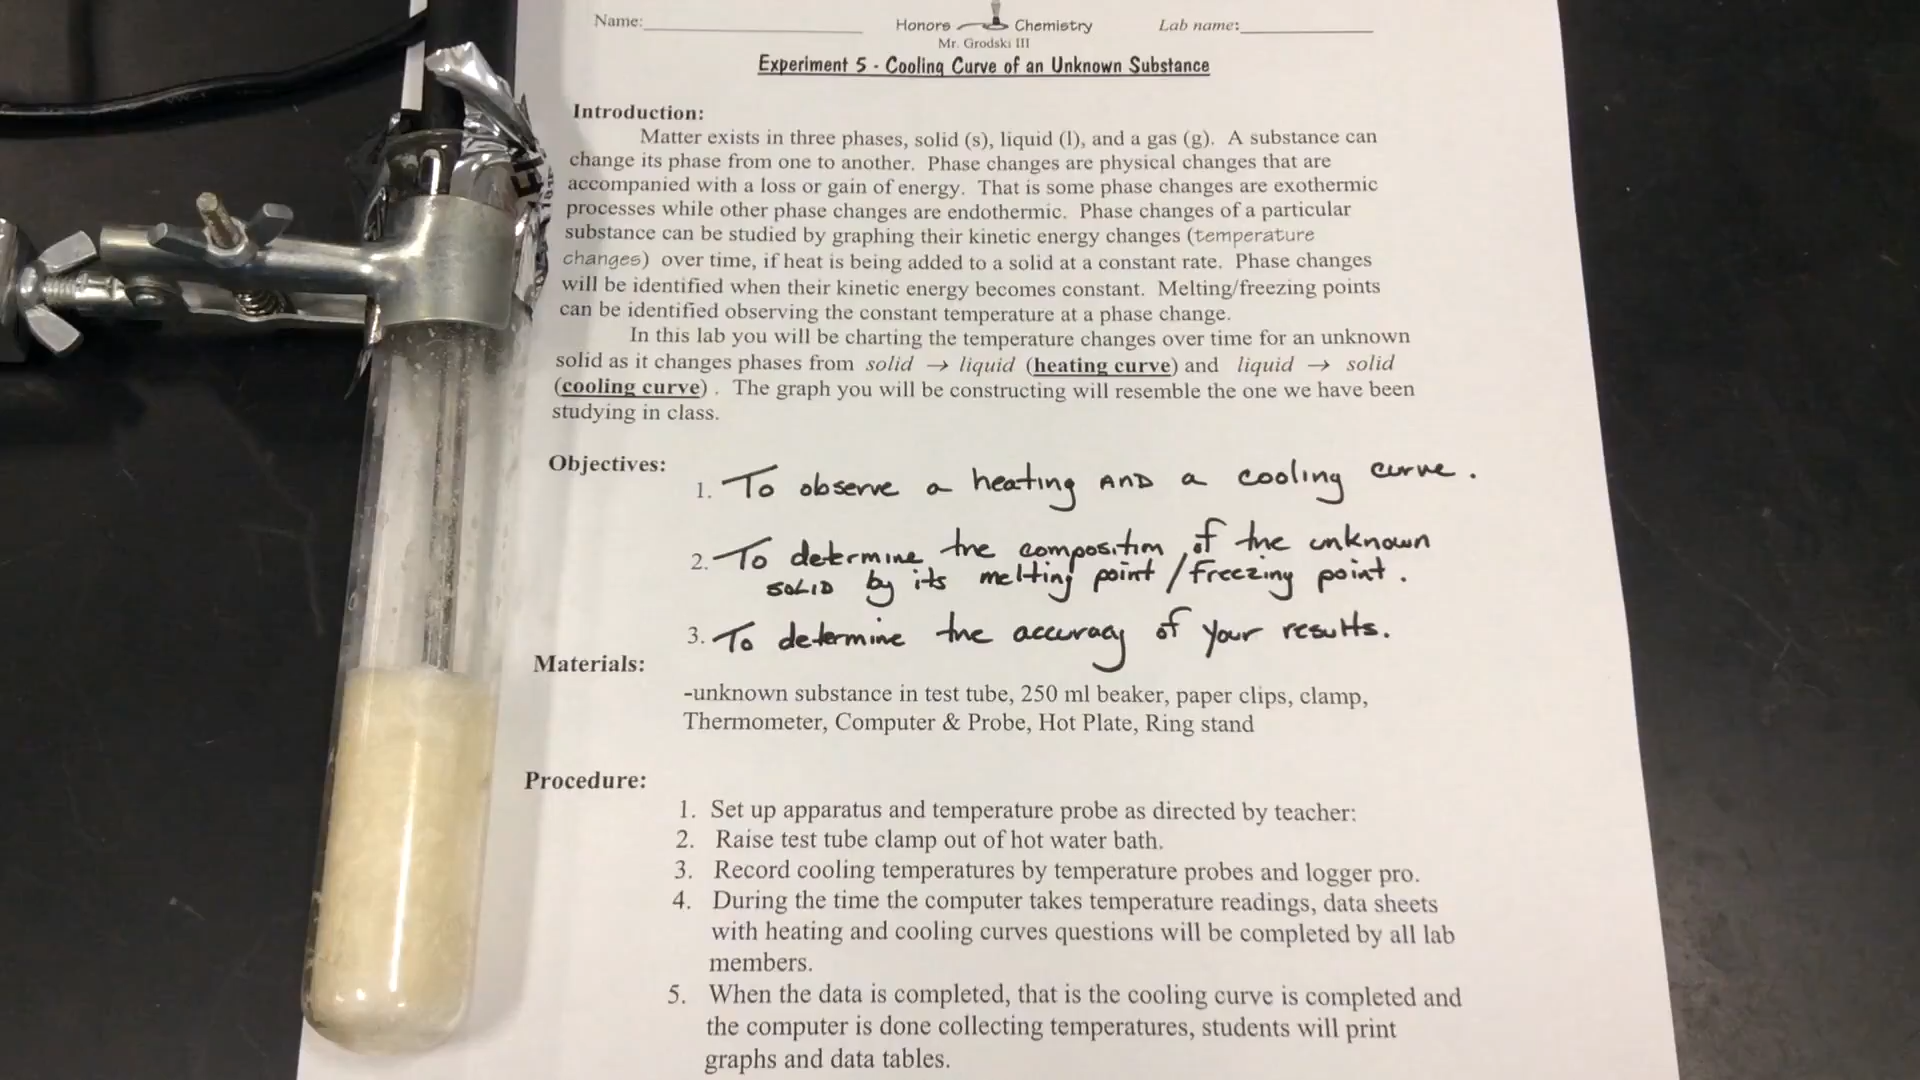 Name:
Honors Chemistry
Lab name:
Mr. Grodski III
Experiment 5 - Cooling Curve of an Unknown Substance
Introduction:
Matter exists in three phases, solid (s), liquid (l), and a gas (g). A substance can
change its phase from one to another. Phase changes are physical changes that are
accompanied with a loss or gain of energy. That is some phase changes are exothermic
processes while other phase changes are endothermic. Phase changes of a particular
substance can be studied by graphing their kinetic energy changes (temperature
changes) over time, if heat is being added to a solid at a constant rate. Phase changes
will be identified when their kinetic energy becomes constant. Melting/freezing points
can be identified observing the constant temperature at a phase change.
In this lab you will be charting the temperature changes over time for an unknown
solid as it changes phases from solid → liquid (heating curve) and liquid → solid
(cooling curve) . The graph you will be constructing will resemble the one we have been
studying in class.
Objectives:
1. To observe a heating AND a cooling curve.
2. To determine the composition of the unknown
SOLID by its melting point / freezing point.
3. To determine the accuracy of your results.
Materials:
-unknown substance in test tube, 250 ml beaker, paper clips, clamp,
Thermometer, Computer & Probe, Hot Plate, Ring stand
Procedure:
1. Set up apparatus and temperature probe as directed by teacher:
2. Raise test tube clamp out of hot water bath.
3. Record cooling temperatures by temperature probes and logger pro.
4. During the time the computer takes temperature readings, data sheets
with heating and cooling curves questions will be completed by all lab
members.
5. When the data is completed, that is the cooling curve is completed and
the computer is done collecting temperatures, students will print
graphs and data tables.